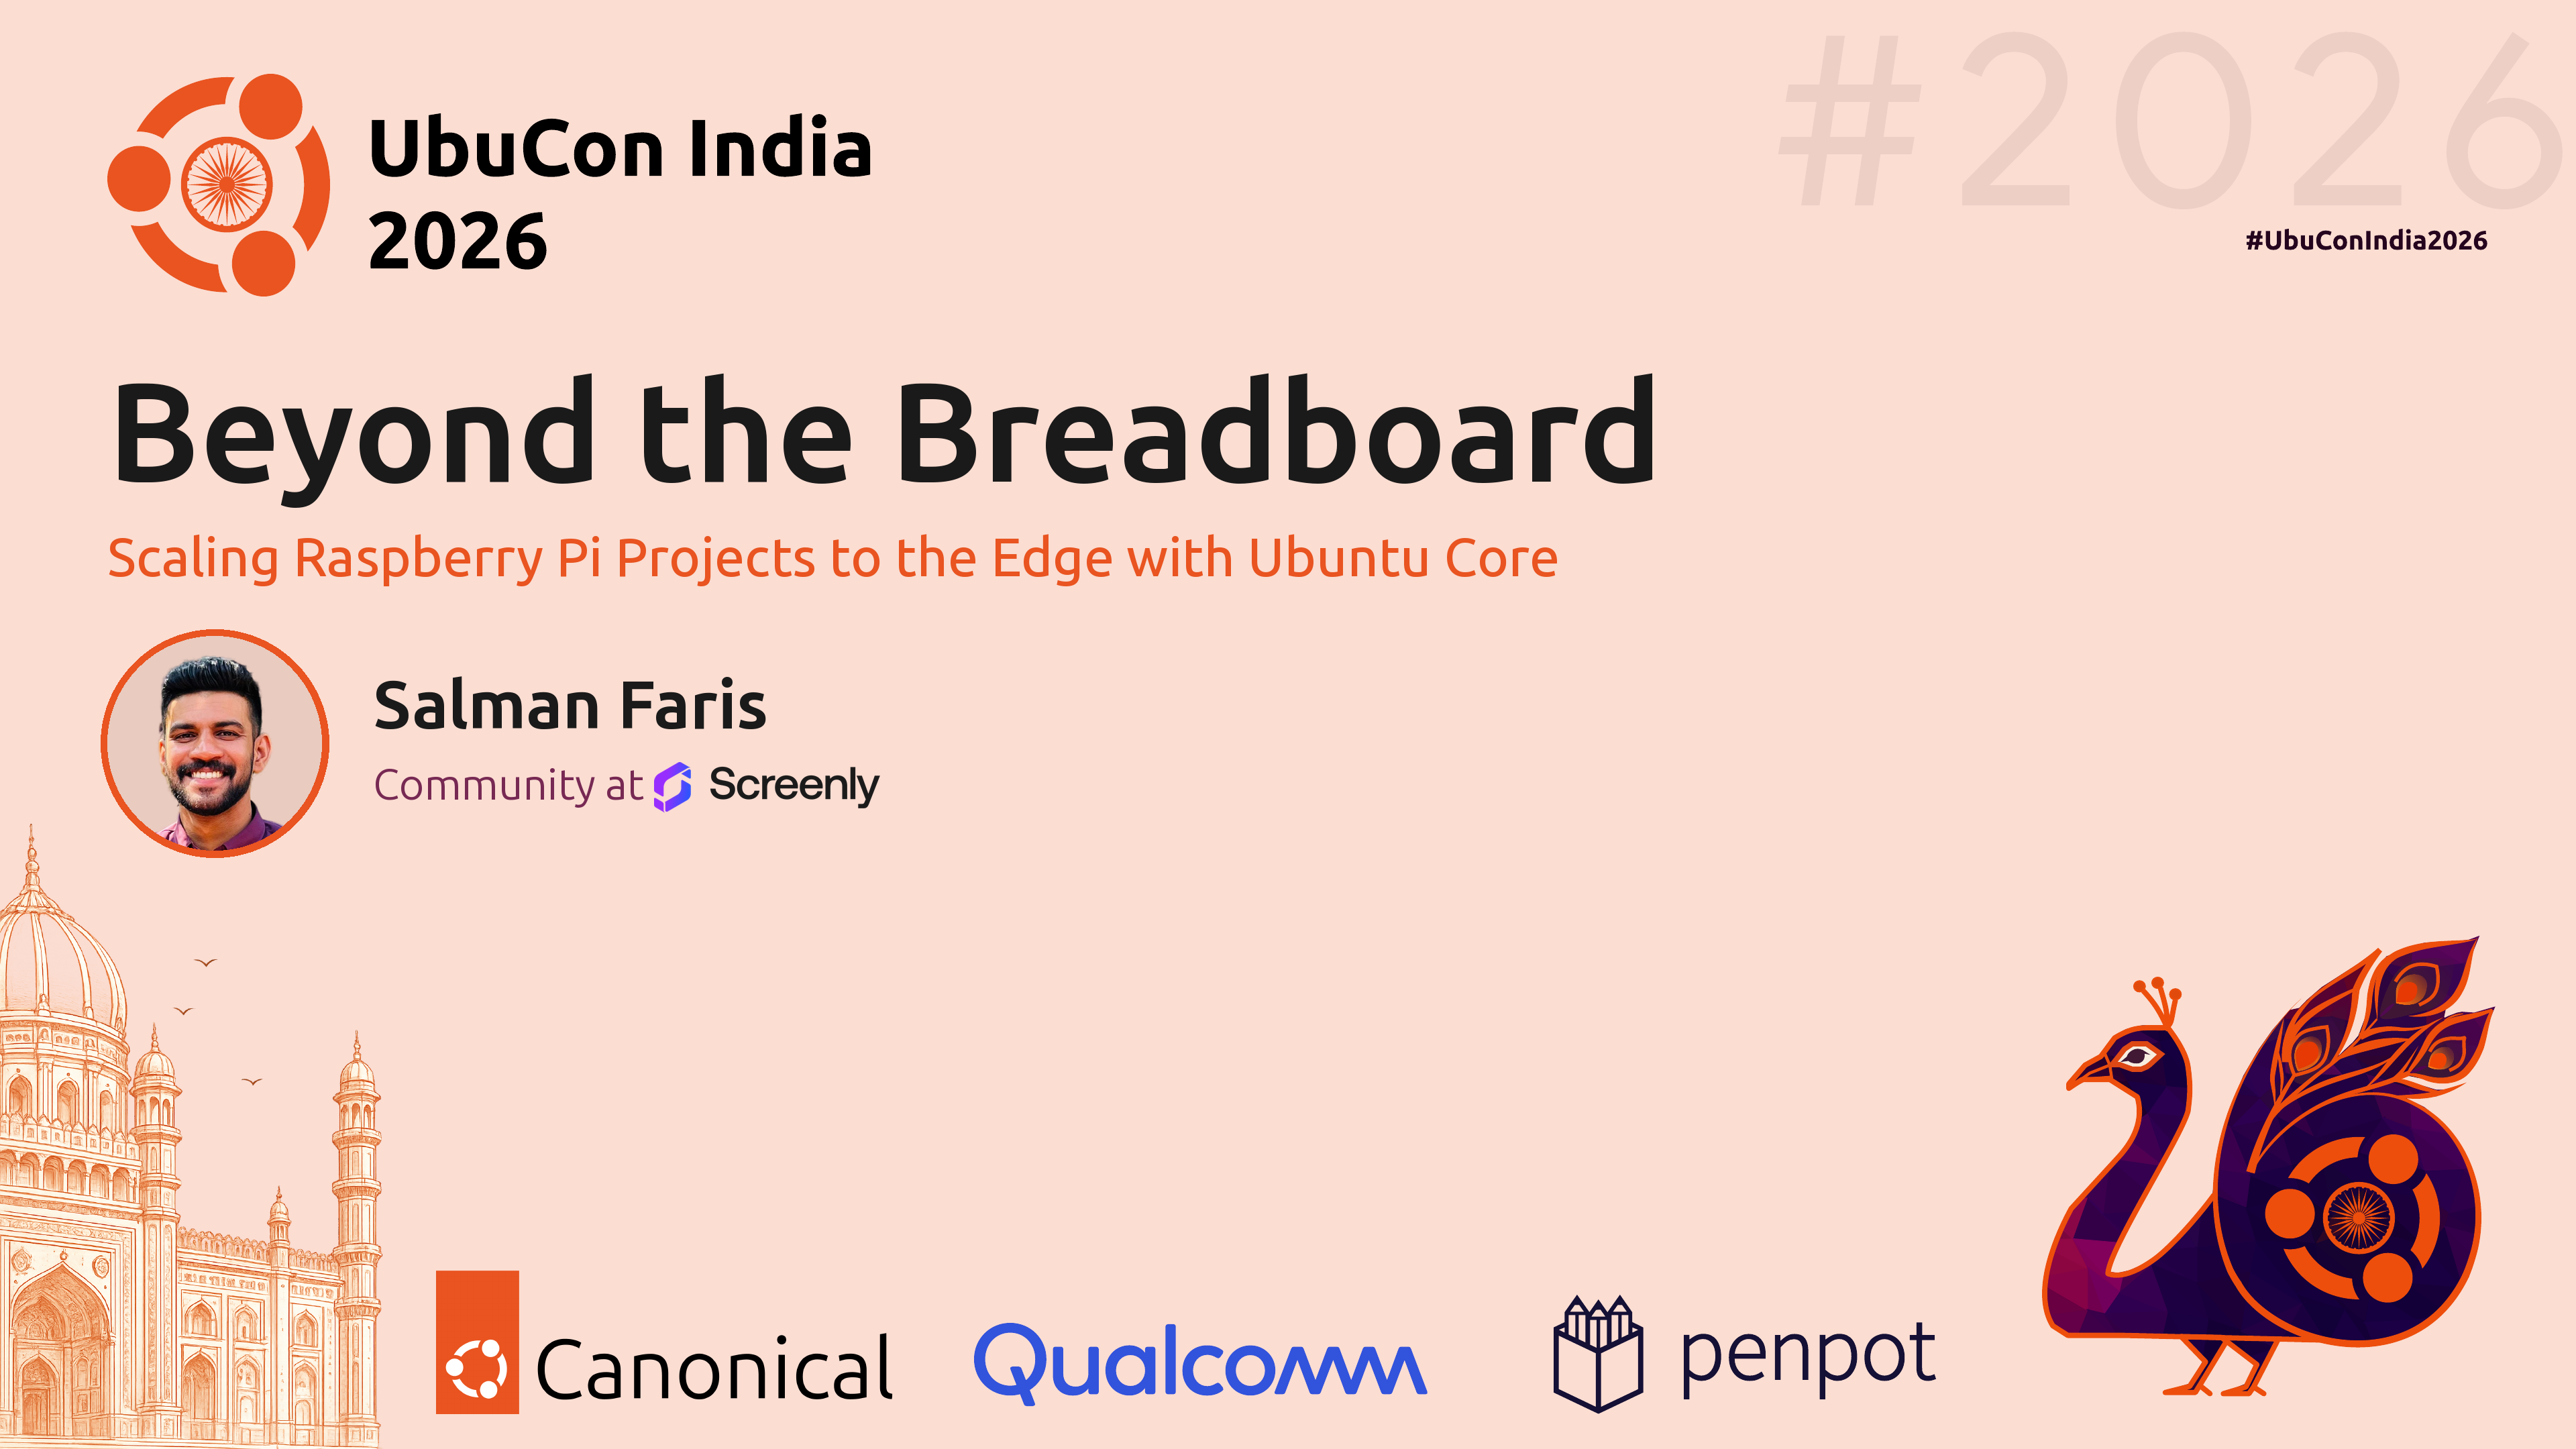 #2026
UbuCon India
2026
#UbuConIndia2026
Beyond the Breadboard
Scaling Raspberry Pi Projects to the Edge with Ubuntu Core
Salman Faris
Community at Screenly
Canonical
Qualcomm
penpot